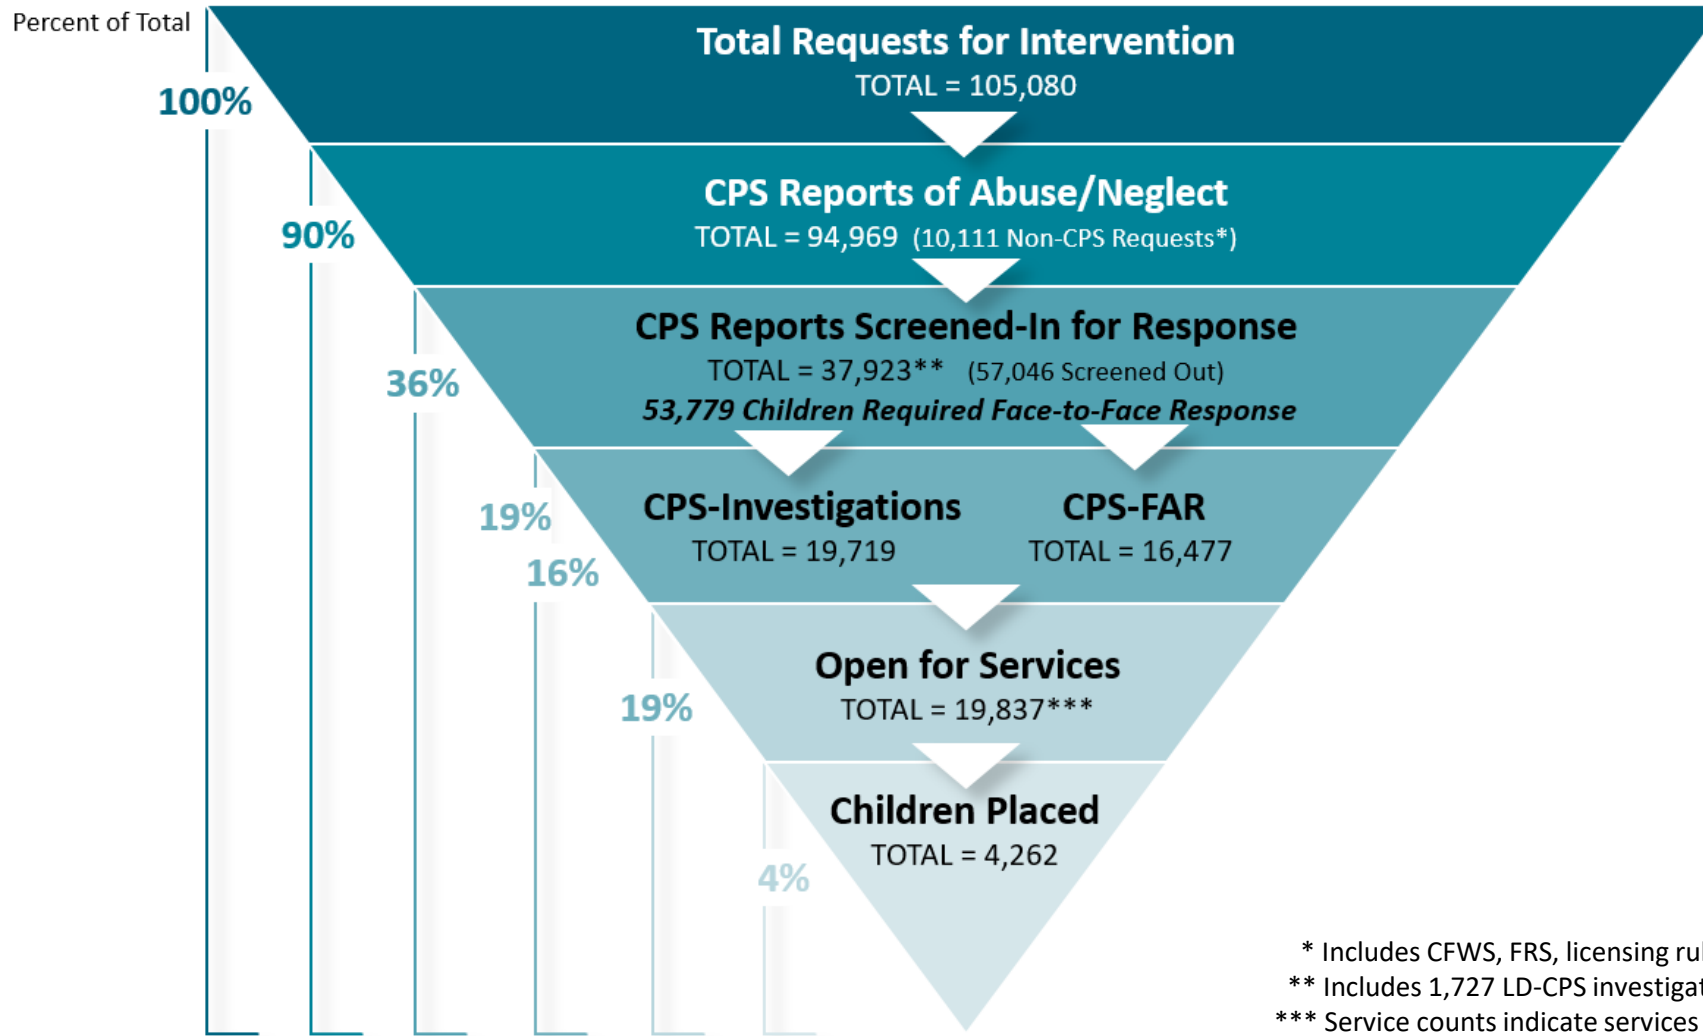 Percent of Total
Total Requests for Intervention
TOTAL = 105,080
100%
CPS Reports of Abuse/Neglect
TOTAL = 94,969 (10,111 Non-CPS Requests*)
90%
CPS Reports Screened-In for Response
TOTAL = 37,923** (57,046 Screened Out)
53,779 Children Required Face-to-Face Response
36%
CPS-Investigations CPS-FAR
TOTAL = 19,719 TOTAL = 16,477
19%
16%
Open for Services
TOTAL = 19,837***
19%
Children Placed
TOTAL = 4,262
4%
* Includes CFWS, FRS, licensing
** Includes 1,727 LD-CPS
*** Service counts indicate services